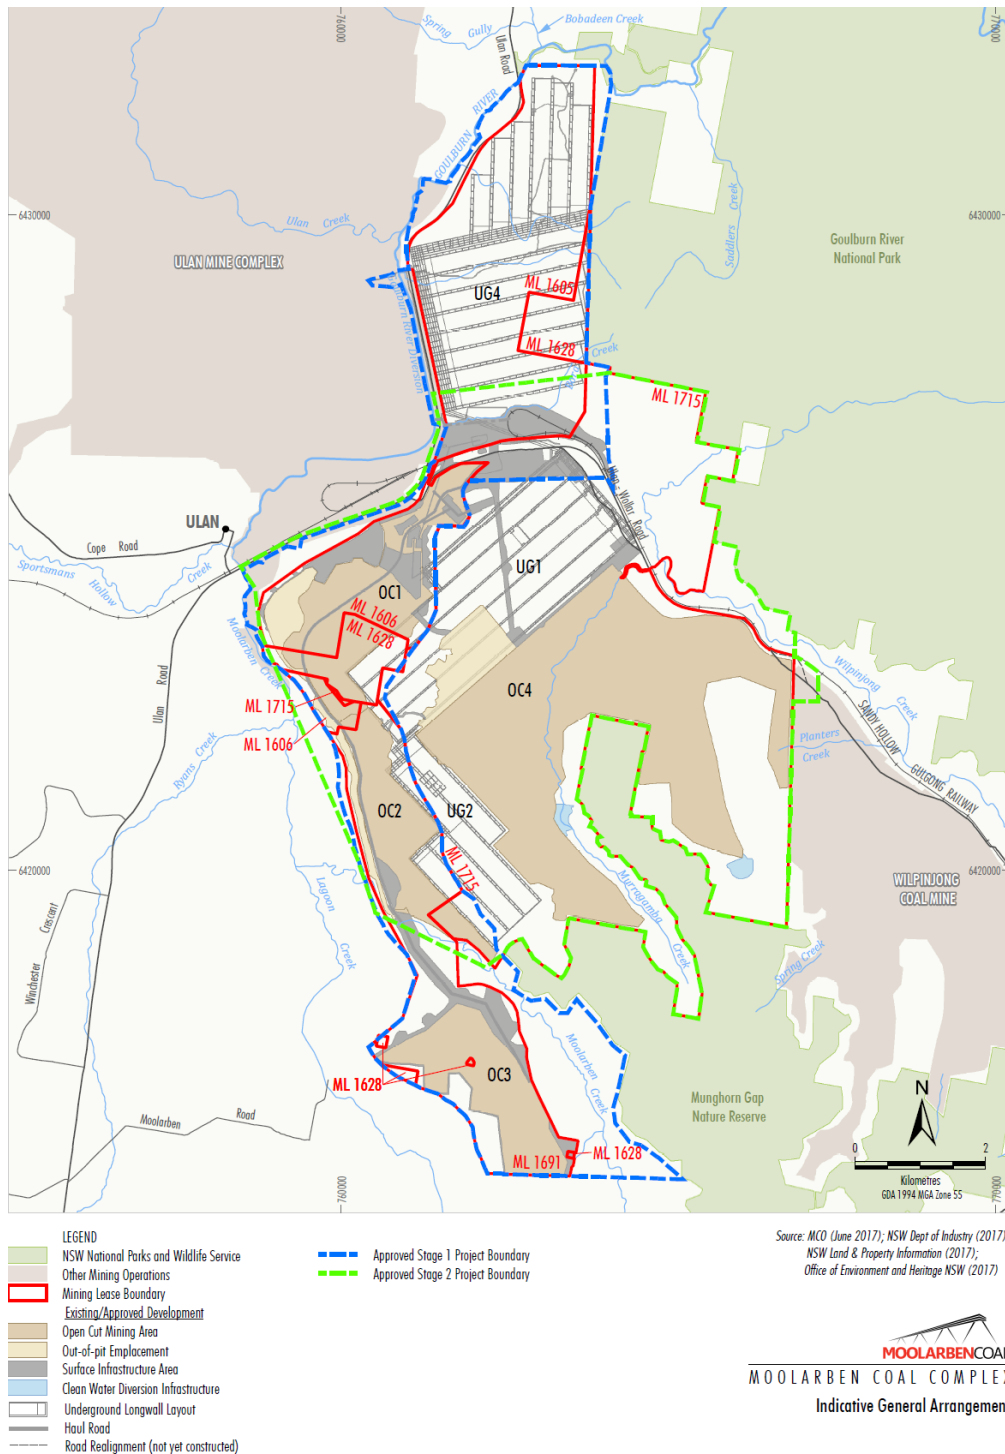 760000
770000
Spring
Gully
Bobadeen Creek
Ulan Road
GOULBURN RIVER
6430000
6430000
Ulan Creek
Saddlers Creek
Goulburn River
National Park
ULAN MINE COMPLEX
UG4
ML 1605
ML 1628
Goulburn River Diversion
Creek
ML 1715
Ulan - Wollar Road
ULAN
Cope Road
Sportsmans
Hollow
Creek
UG1
OC1
ML 1606
ML 1628
Moolarben Creek
OC4
Wilpinjong
Creek
ML 1715
ML 1606
Ulan Road
Ryans Creek
SANDY HOLLOW
GULGONG RAILWAY
Planters
Creek
OC2
UG2
ML 1715
6420000
6420000
WILPINJONG
COAL MINE
Lagoon
Creek
Murragamba
Creek
Winchester
Crescent
Spring Creek
Moolarben
Creek
ML 1628
OC3
Munghorn Gap
Nature Reserve
Moolarben Road
ML 1691
ML 1628
N
0
2
Kilometres
GDA 1994 MGA Zone 55
760000
770000
LEGEND
NSW National Parks and Wildlife Service
Other Mining Operations
Mining Lease Boundary
Existing/Approved Development
Open Cut Mining Area
Out-of-pit Emplacement
Surface Infrastructure Area
Clean Water Diversion Infrastructure
Underground Longwall Layout
Haul Road
Road Realignment (not yet constructed)
Approved Stage 1 Project Boundary
Approved Stage 2 Project Boundary
Source: MCO (June 2017); NSW Dept of Industry (2017)
NSW Land & Property Information (2017);
Office of Environment and Heritage NSW (2017)
MOOLARBENCOAL
MOOLARBEN COAL COMPLEX
Indicative General Arrangemen